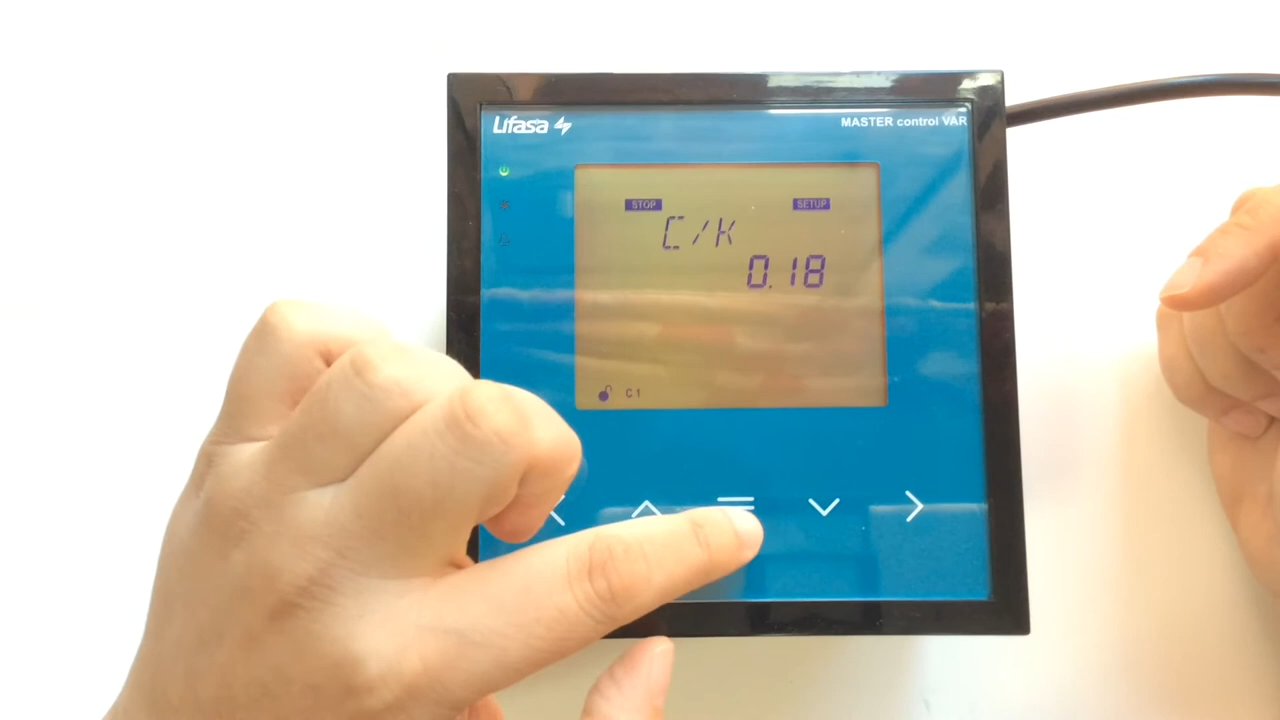 Lifasa
MASTER control VAR
STOP
SETUP
C/K
0.18
C1